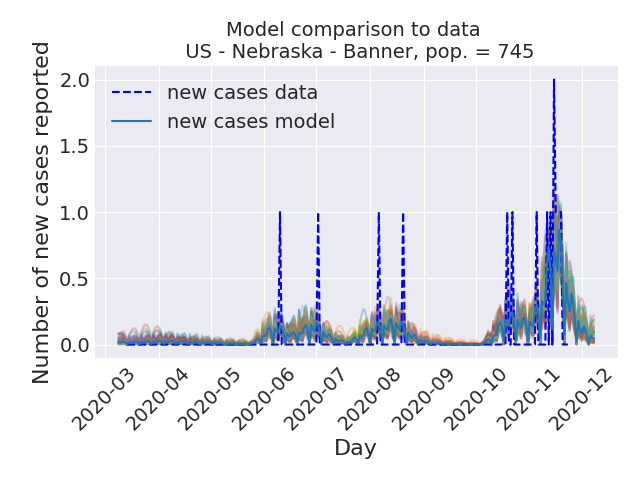 Model comparison to data
US - Nebraska - Banner, pop. = 745
Number of new cases reported
2.0
1.5
1.0
0.5
0.0
new cases data
new cases model
2020-03
2020-04
2020-05
2020-06
2020-07
2020-08
2020-09
2020-10
2020-11
2020-12
Day